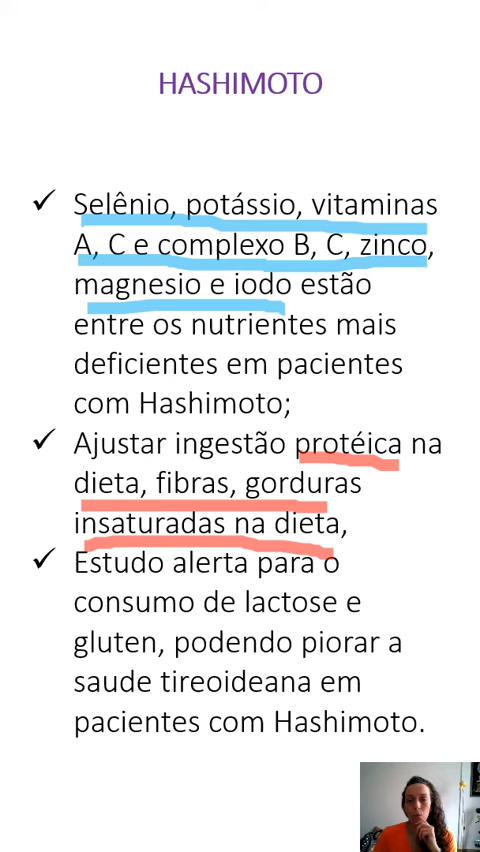 HASHIMOTO
✓ Selênio, potássio, vitaminas
A, C e complexo B, C, zinco,
magnesio e iodo estão
entre os nutrientes mais
deficientes em pacientes
com Hashimoto;
✓ Ajustar ingestão protéica na
dieta, fibras, gorduras
insaturadas na dieta,
✓ Estudo alerta para o
consumo de lactose e
gluten, podendo piorar a
saude tireoideana em
pacientes com Hashimoto.